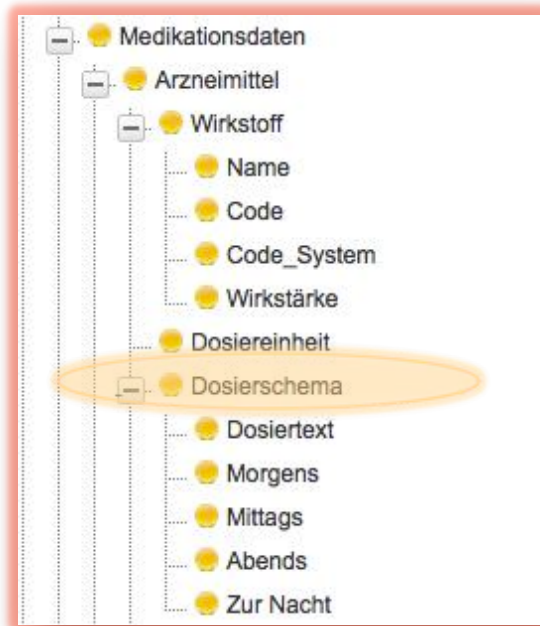 Medikationsdaten
Arzneimittel
Wirkstoff
Name
Code
Code_System
Wirkstärke
Dosiereinheit
Dosierschema
Dosiertext
Morgens
Mittags
Abends
Zur Nacht